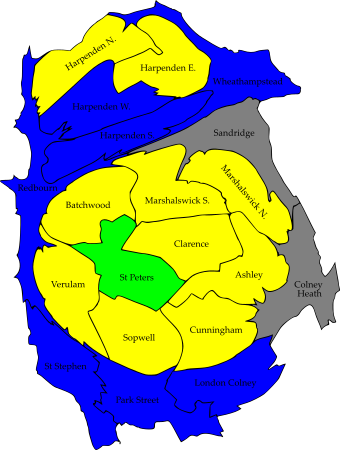 Harpenden N.
Harpenden E.
Wheathampstead
Harpenden W.
Harpenden S.
Sandridge
Redbourn
Marshalswick N.
Batchwood
Marshalswick S.
Clarence
St Peters
Ashley
Verulam
Colney
Heath
Sopwell
Cunningham
St Stephen
London Colney
Park Street